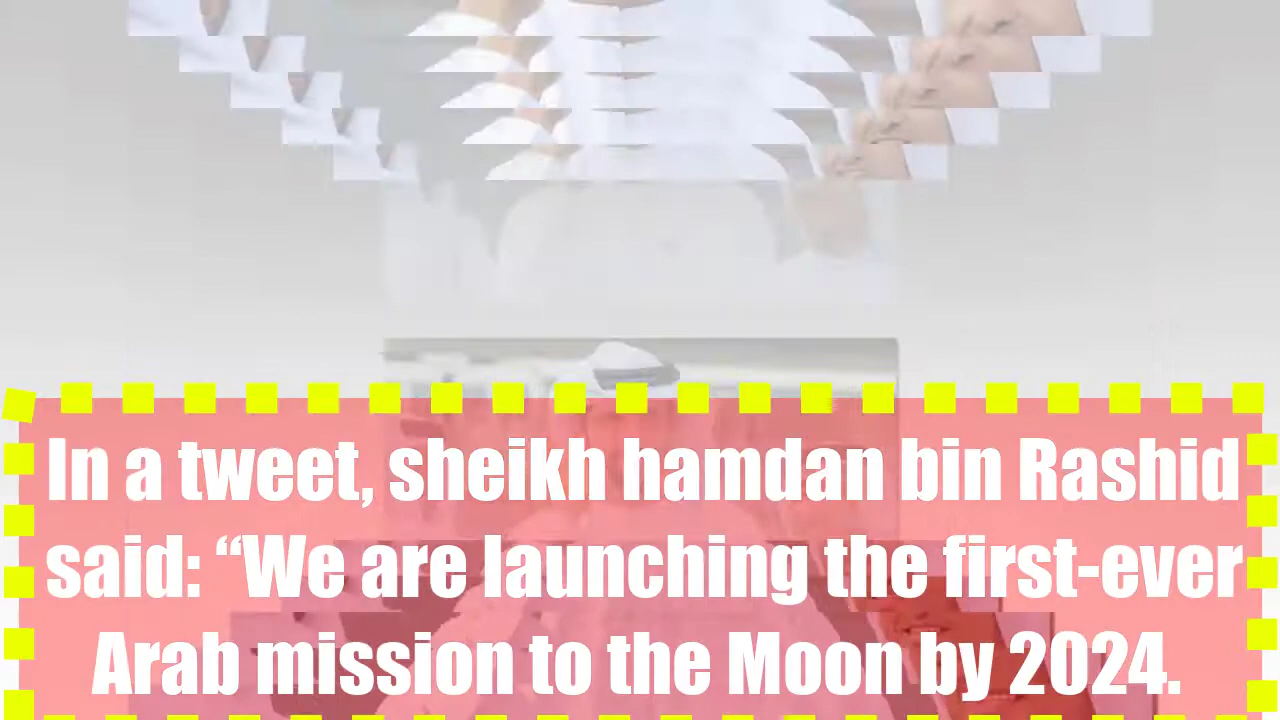 In a tweet, sheikh hamdan bin Rashid
said: “We are launching the first-ever
Arab mission to the Moon by 2024.